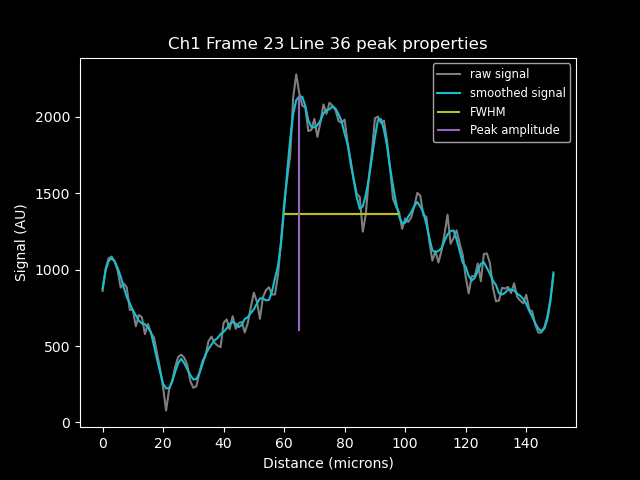 Ch1 Frame 23 Line 36 peak properties
raw signal
smoothed signal
FWHM
Peak amplitude
Signal (AU)
2000
1500
1000
500
0
0 20 40 60 80 100 120 140
Distance (microns)